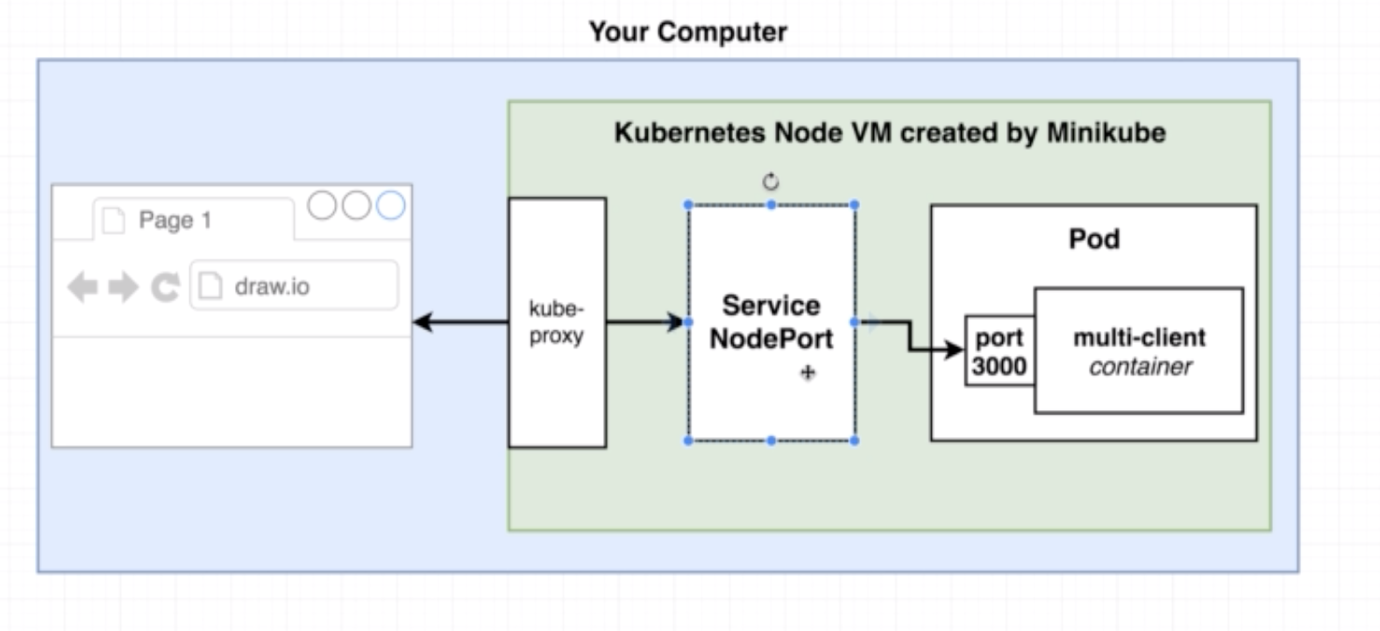 Your Computer
Kubernetes Node VM created by Minikube
Page 1
draw.io
kube-
proxy
Service
NodePort
Pod
port
3000
multi-client
container